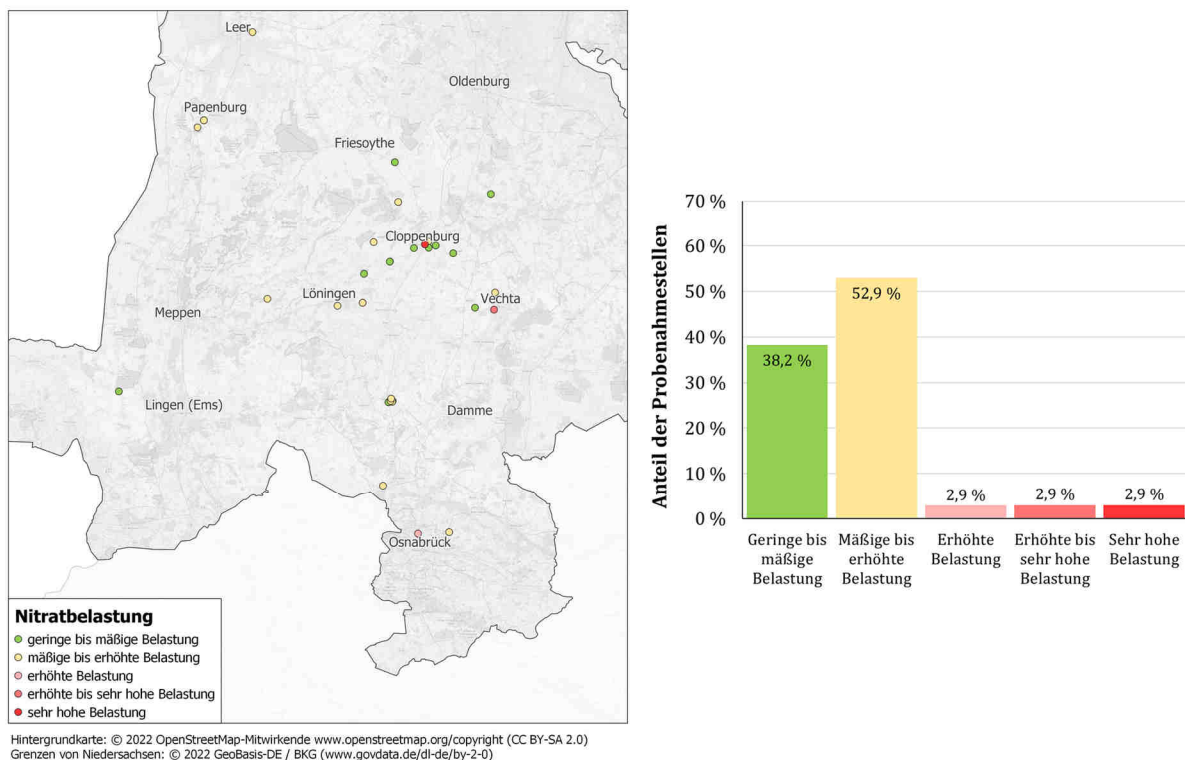 Leer
Oldenburg
Papenburg
Friesoythe
Cloppenburg
Löningen
Vechta
Meppen
Lingen (Ems)
Damme
Osnabrück
Nitratbelastung
geringe bis mäßige Belastung
mäßige bis erhöhte Belastung
erhöhte Belastung
erhöhte bis sehr hohe Belastung
sehr hohe Belastung
Hintergrundkarte: © 2022 OpenStreetMap-Mitwirkende www.openstreetmap.org/copyright (CC BY-SA 2.0)
Grenzen von Niedersachsen: © 2022 GeoBasis-DE / BKG (www.govdata.de/dl-de/by-2-0)
Anteil der Probenahmestellen
70 %
60 %
50 %
40 %
30 %
20 %
10 %
0 %
38,2 %
52,9 %
2,9 %
2,9 %
2,9 %
Geringe bis
mäßige
Belastung
Mäßige bis
erhöhte
Belastung
Erhöhte
Belastung
Erhöhte bis
sehr hohe
Belastung
Sehr hohe
Belastung